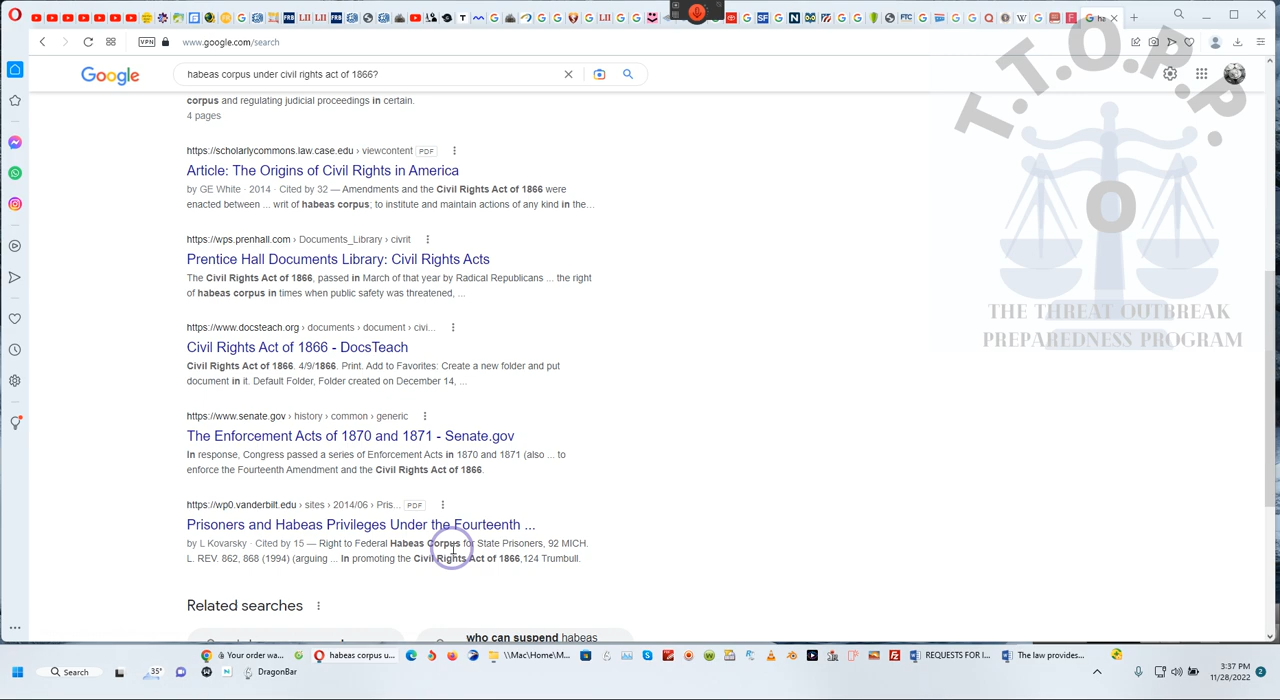 www.google.com/search
VPN
Google
habeas corpus under civil rights act of 1866?
corpus and regulating judicial proceedings in certain.
4 pages
https://scholarlycommons.law.case.edu › viewcontent PDF
Article: The Origins of Civil Rights in America
by GE White · 2014 · Cited by 32 — Amendments and the Civil Rights Act of 1866 were
enacted between ... writ of habeas corpus; to institute and maintain actions of any kind in the...
https://wps.prenhall.com › Documents_Library › civrit
Prentice Hall Documents Library: Civil Rights Acts
The Civil Rights Act of 1866, passed in March of that year by Radical Republicans ... the right
of habeas corpus in times when public safety was threatened, ...
https://www.docsteach.org › documents › document › civi...
Civil Rights Act of 1866 - DocsTeach
Civil Rights Act of 1866. 4/9/1866. Print. Add to Favorites: Create a new folder and put
document in it. Default Folder, Folder created on December 14, ...
https://www.senate.gov › history › common › generic
The Enforcement Acts of 1870 and 1871 - Senate.gov
In response, Congress passed a series of Enforcement Acts in 1870 and 1871 (also ... to
enforce the Fourteenth Amendment and the Civil Rights Act of 1866.
https://wp0.vanderbilt.edu › sites › 2014/06 › Pris... PDF
Prisoners and Habeas Privileges Under the Fourteenth ...
by L Kovarsky · Cited by 15 — Right to Federal Habeas Corpus for State Prisoners, 92 MICH.
L. REV. 862, 868 (1994) (arguing ... In promoting the Civil Rights Act of 1866,124 Trumbull.
Related searches
who can suspend habeas
T.T.O.P.P.
O
THE THREAT OUTBREAK
PREPAREDNESS PROGRAM
Search
35°
DragonBar
Your order wa...
habeas corpus u...
\\Mac\Home\M...
REQUESTS FOR I...
The law provides...
3:37 PM
11/28/2022
2